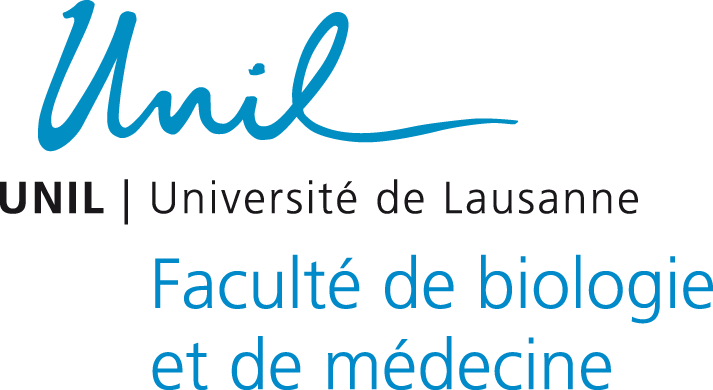 Unil
UNIL | Université de Lausanne
Faculté de biologie
et de médecine